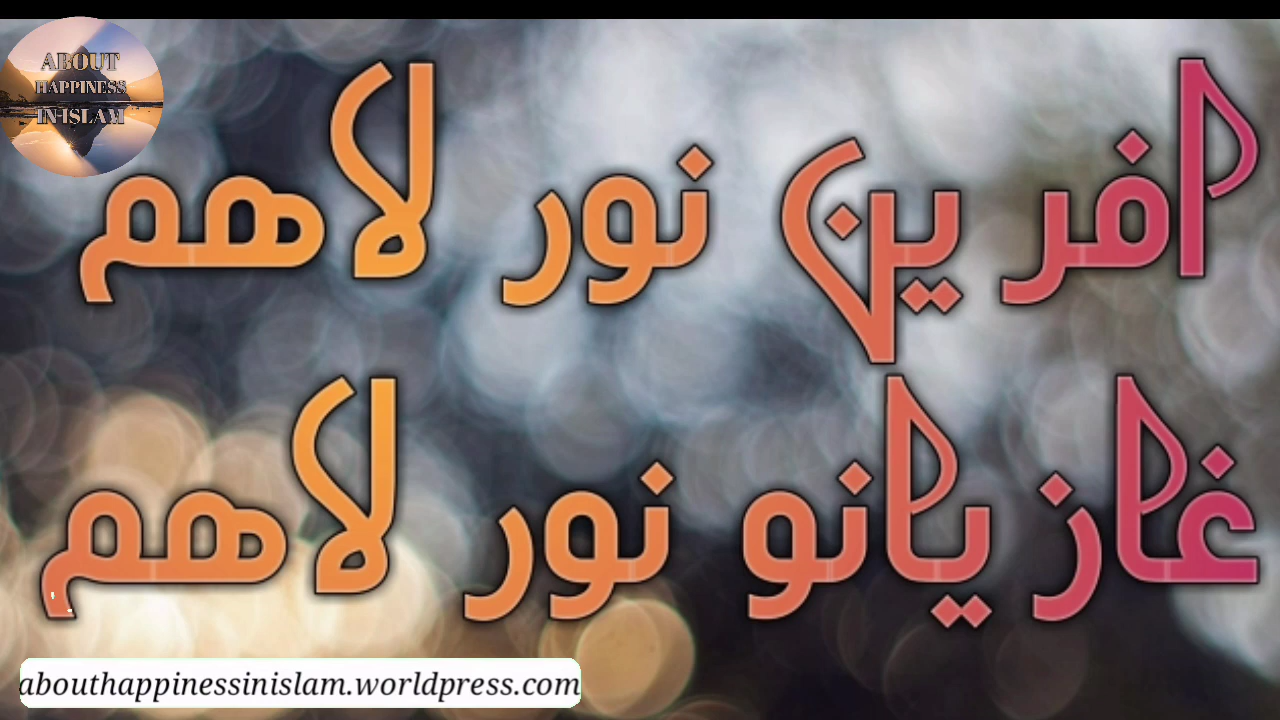 ABOUT
HAPPINESS
IN ISLAM
افرین نور لاهم
غازیانو نور لاهم
abouthappinessinislam.worldpress.com